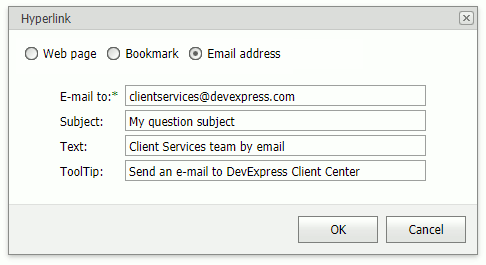 Hyperlink
Web page Bookmark Email address
E-mail to:* clientservices@devexpress.com
Subject: My question subject
Text: Client Services team by email
ToolTip: Send an e-mail to DevExpress Client Center
OK Cancel